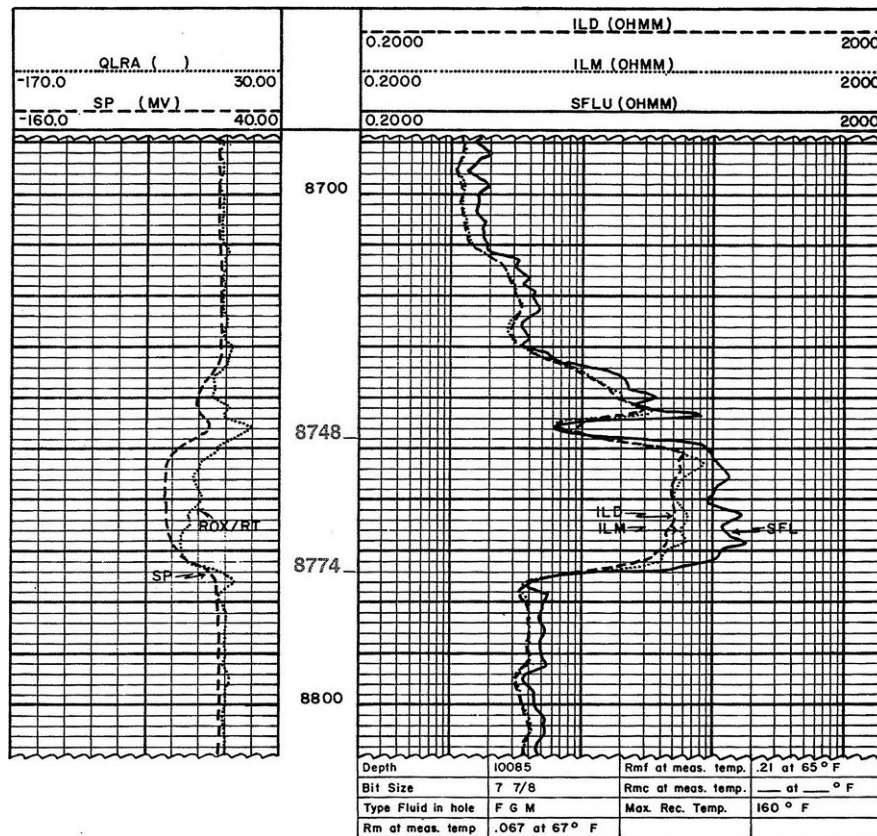 ILD (OHMM)
0.2000 2000
QLRA ( ) ILM (OHMM)
-170.0 30.00 0.2000 2000
SP (MV) SFLU (OHMM)
-160.0 40.00 0.2000 2000
8700
8748
ILD
ROX/RT ILM SFL
8774
SP
8800
Depth 10085 Rmf at meas. temp. .21 at 65° F
Bit Size 7 7/8 Rmc at meas. temp. ___ at ___ ° F
Type Fluid in hole F G M Max. Rec. Temp. 160 ° F
Rm at meas. temp .067 at 67° F